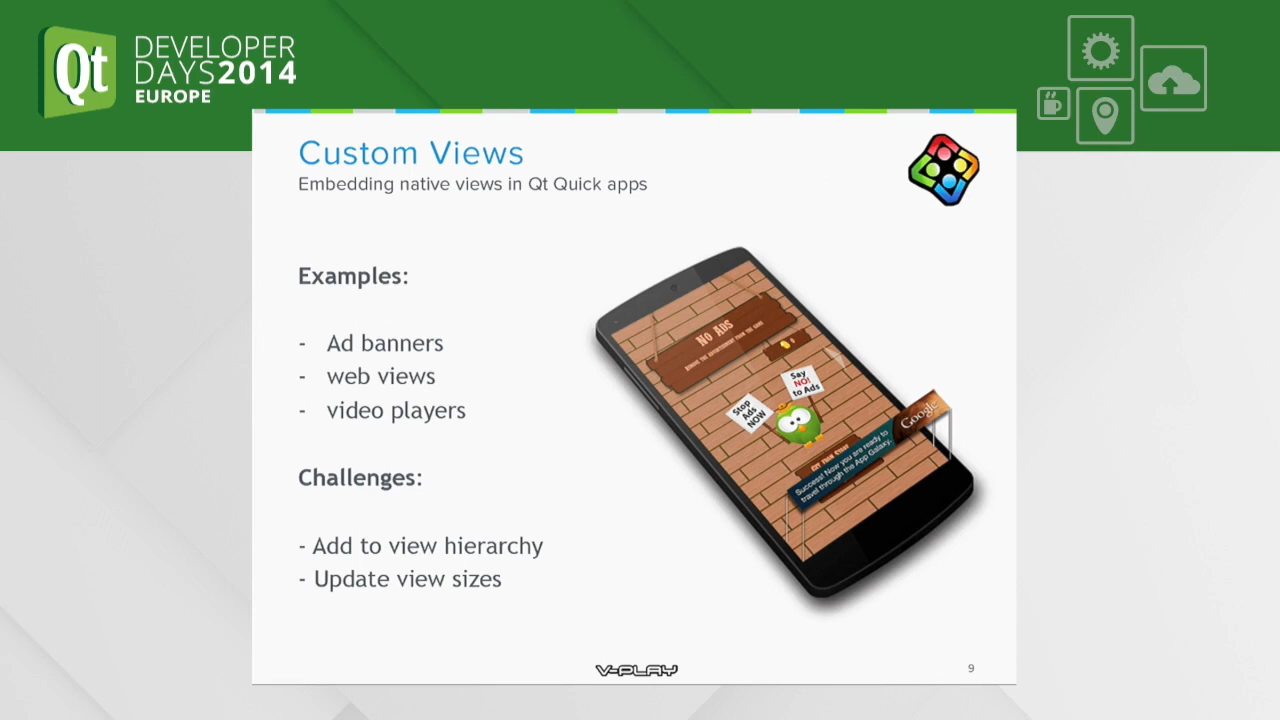 Qt
DEVELOPER
DAYS2014
EUROPE
Custom Views
Embedding native views in Qt Quick apps
Examples:
- Ad banners
- web views
- video players
Challenges:
- Add to view hierarchy
- Update view sizes
NO ADS
Say
NO!
to Ads
Stop
Ads
NOW
Google
Success! Now you are ready to
travel through the App Galaxy.
V-PLAY
9